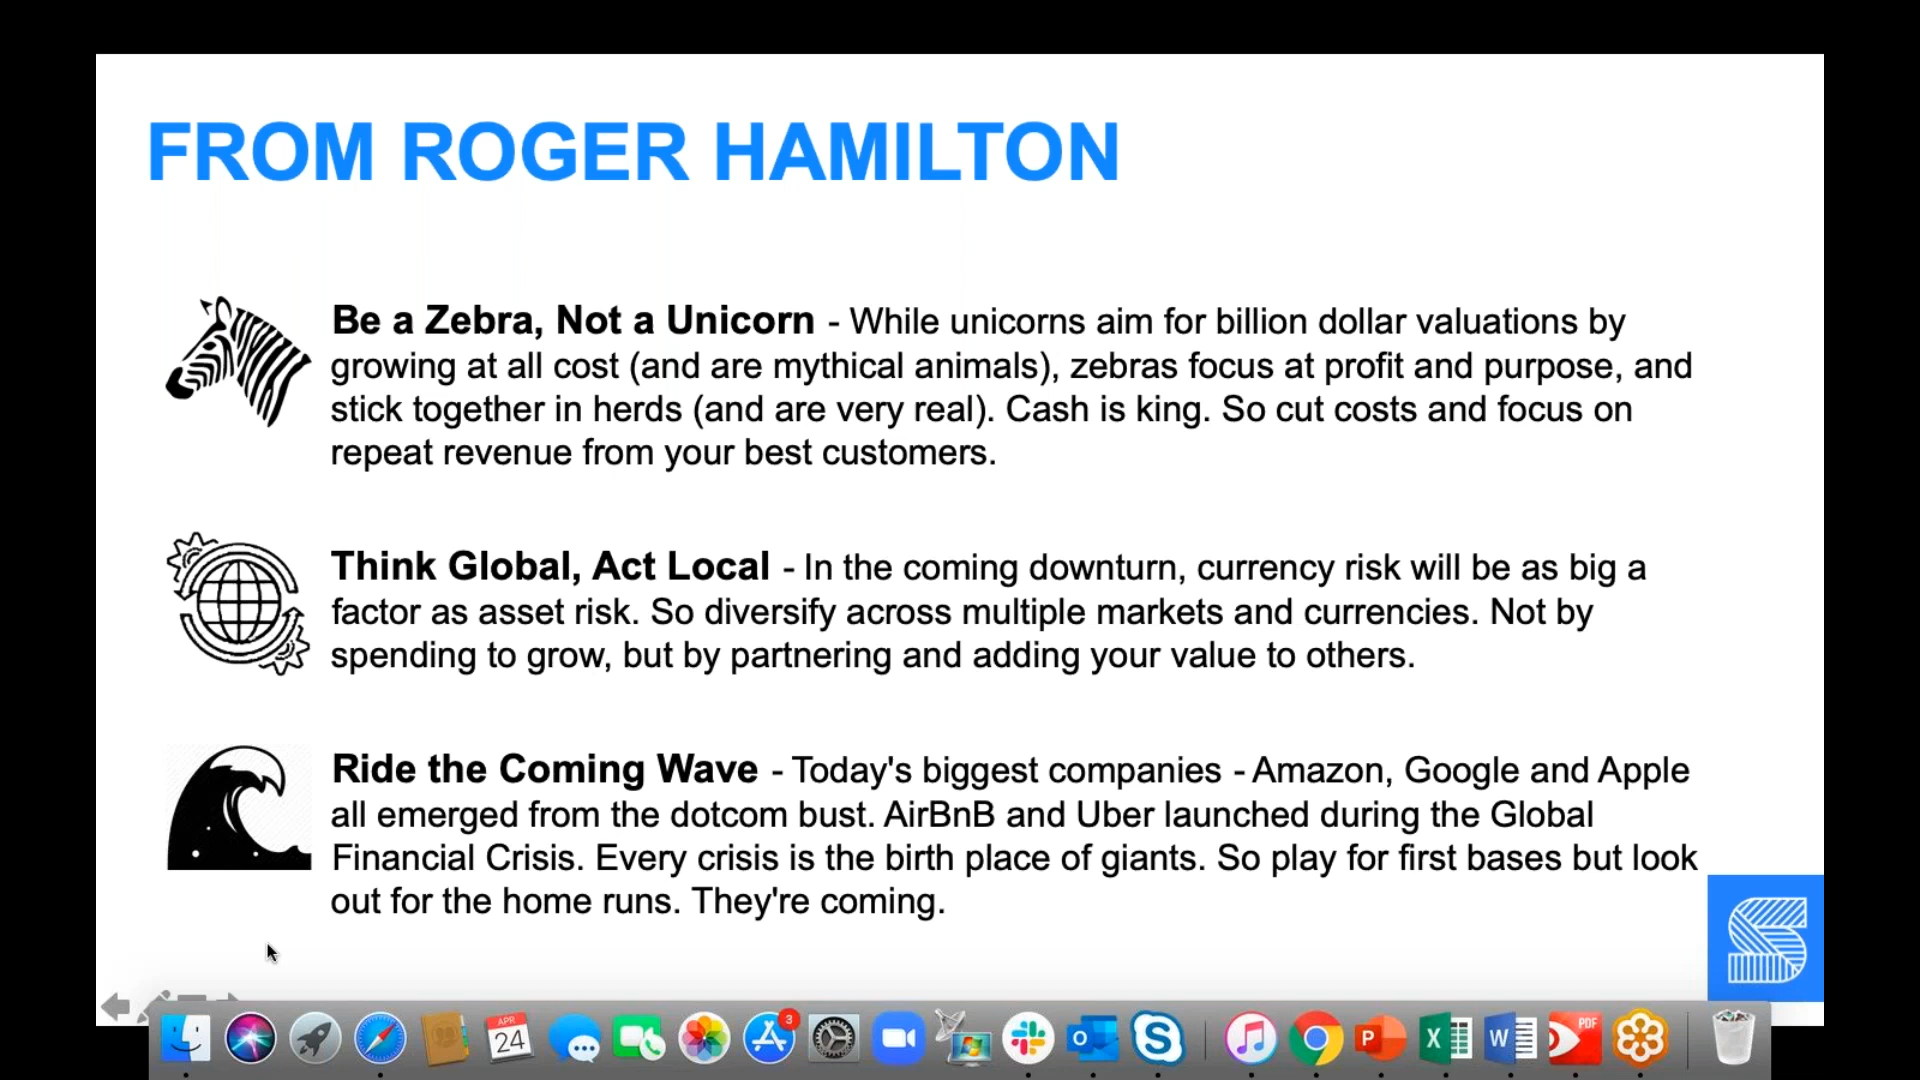 FROM ROGER HAMILTON
Be a Zebra, Not a Unicorn - While unicorns aim for billion dollar valuations by
growing at all cost (and are mythical animals), zebras focus at profit and purpose, and
stick together in herds (and are very real). Cash is king. So cut costs and focus on
repeat revenue from your best customers.
Think Global, Act Local - In the coming downturn, currency risk will be as big a
factor as asset risk. So diversify across multiple markets and currencies. Not by
spending to grow, but by partnering and adding your value to others.
Ride the Coming Wave - Today's biggest companies - Amazon, Google and Apple
all emerged from the dotcom bust. AirBnB and Uber launched during the Global
Financial Crisis. Every crisis is the birth place of giants. So play for first bases but look
out for the home runs. They're coming.
S
APR
24
3
O
S
P
X
W
PDF